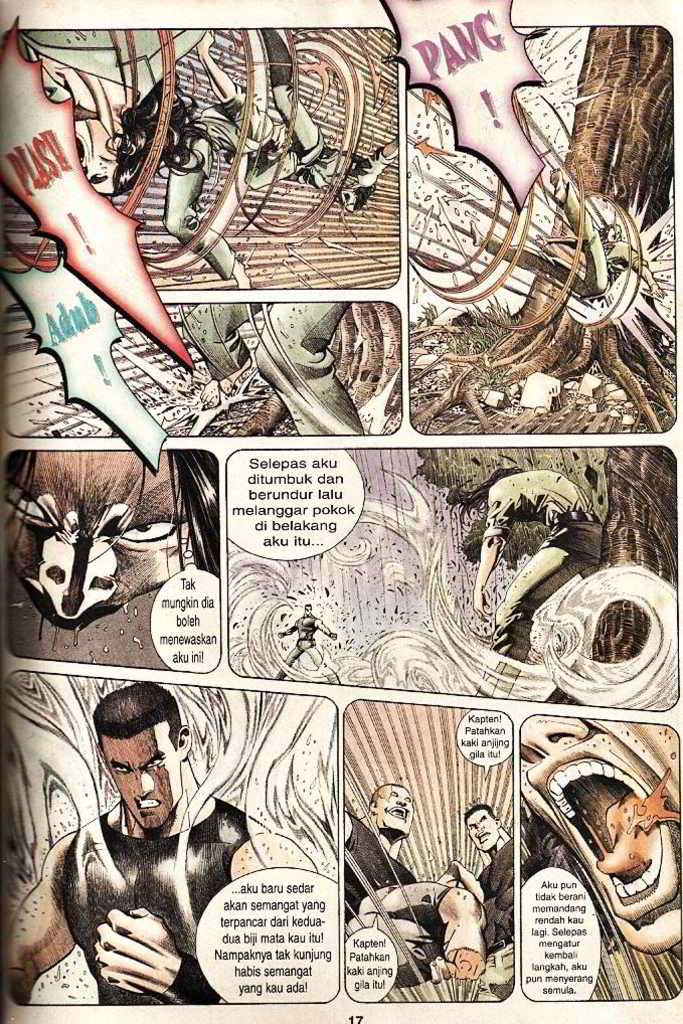 PLASS
!
PANG
!
Adub
!
Tak
mungkin dia
boleh
menewaskan
aku ini!
Selepas aku
ditumbuk dan
berundur lalu
melanggar pokok
di belakang
aku itu...
...aku baru sedar
akan semangat yang
terpancar dari kedua-
dua biji mata kau itu!
Nampaknya tak kunjung
habis semangat
yang kau ada!
Kapten!
Patahkan
kaki anjijng
gila itu!
Kapten!
Patahkan
kaki anjing
gila itu!
Aku pun
tidak berani
memandang
rendah kau
lagi. Selepas
mengatur
kembali
langkah, aku
pun menyerang
semula.
17